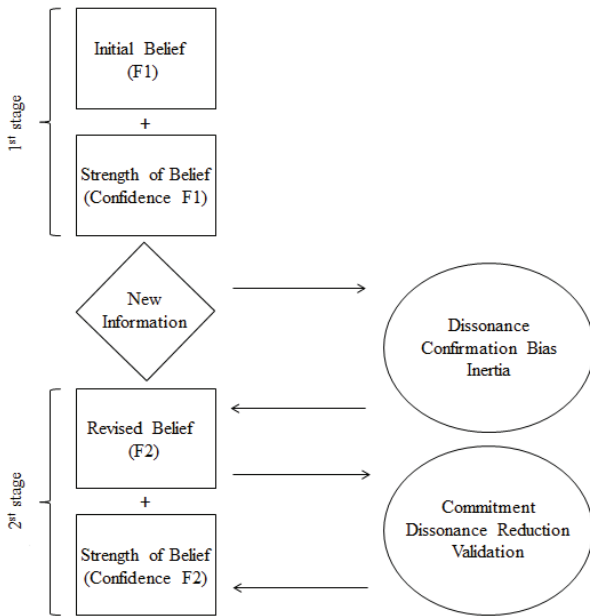 Initial Belief
(F1)
+
Strength of Belief
(Confidence F1)
1st stage
New
Information
Dissonance
Confirmation Bias
Inertia
Revised Belief
(F2)
+
Strength of Belief
(Confidence F2)
2st stage
Commitment
Dissonance Reduction
Validation